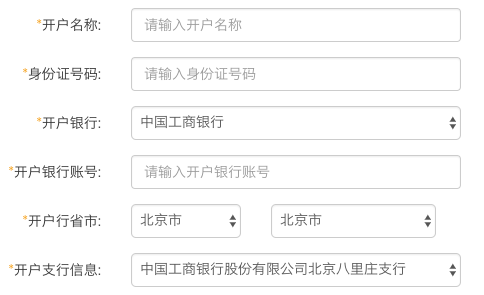 *开户名称: 请输入开户名称
*身份证号码: 请输入身份证号码
*开户银行: 中国工商银行
*开户银行账号: 请输入开户银行账号
*开户行省市: 北京市 北京市
*开户支行信息: 中国工商银行股份有限公司北京八里庄支行